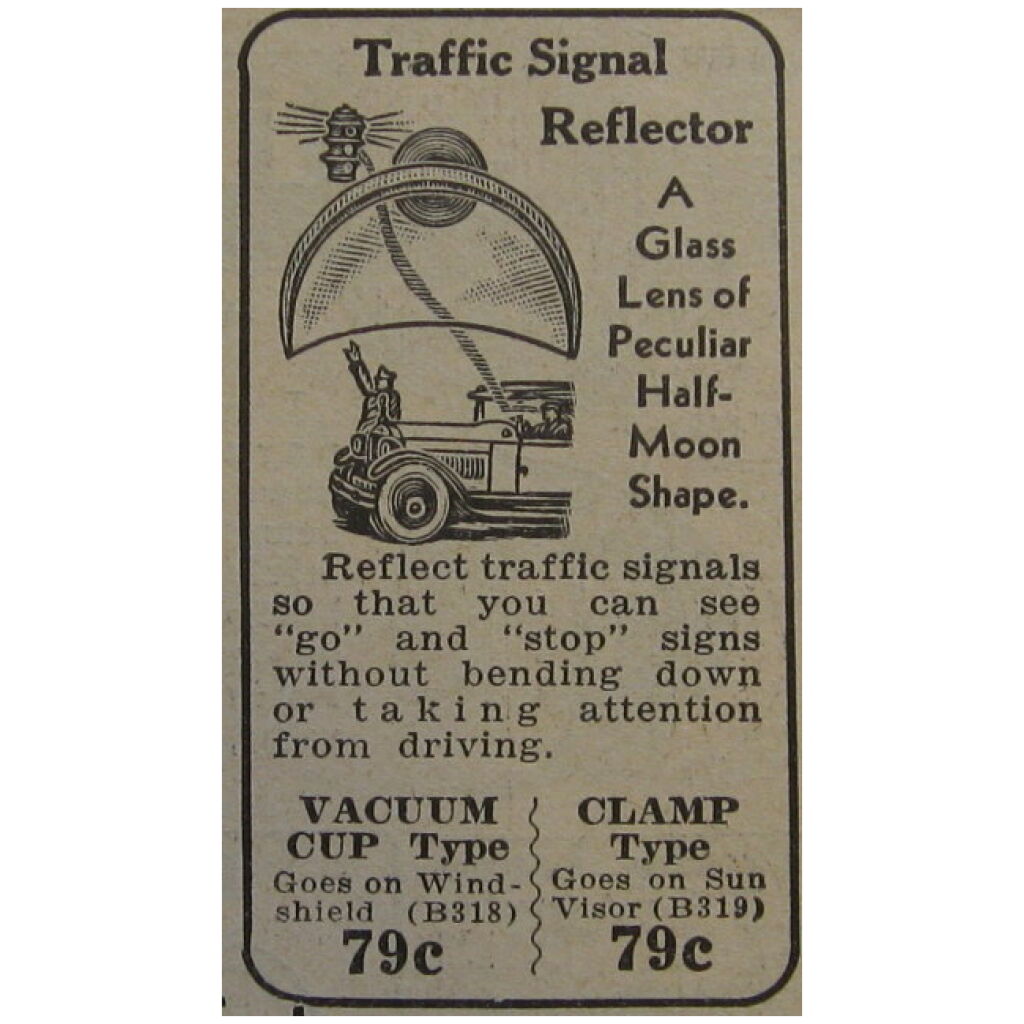 Traffic Signal
Reflector
A
Glass
Lens of
Peculiar
Half-
Moon
Shape.
Reflect traffic signals
so that you can see
"go" and "stop" signs
without bending down
or taking attention
from driving.
VACUUM
CUP Type
Goes on Wind-
shield (B318)
79c
CLAMP
Type
Goes on Sun
Visor (B319)
79c